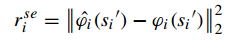 r_i^{se} = ‖φ̂_i(s_i′) − φ_i(s_i′)‖_2^2